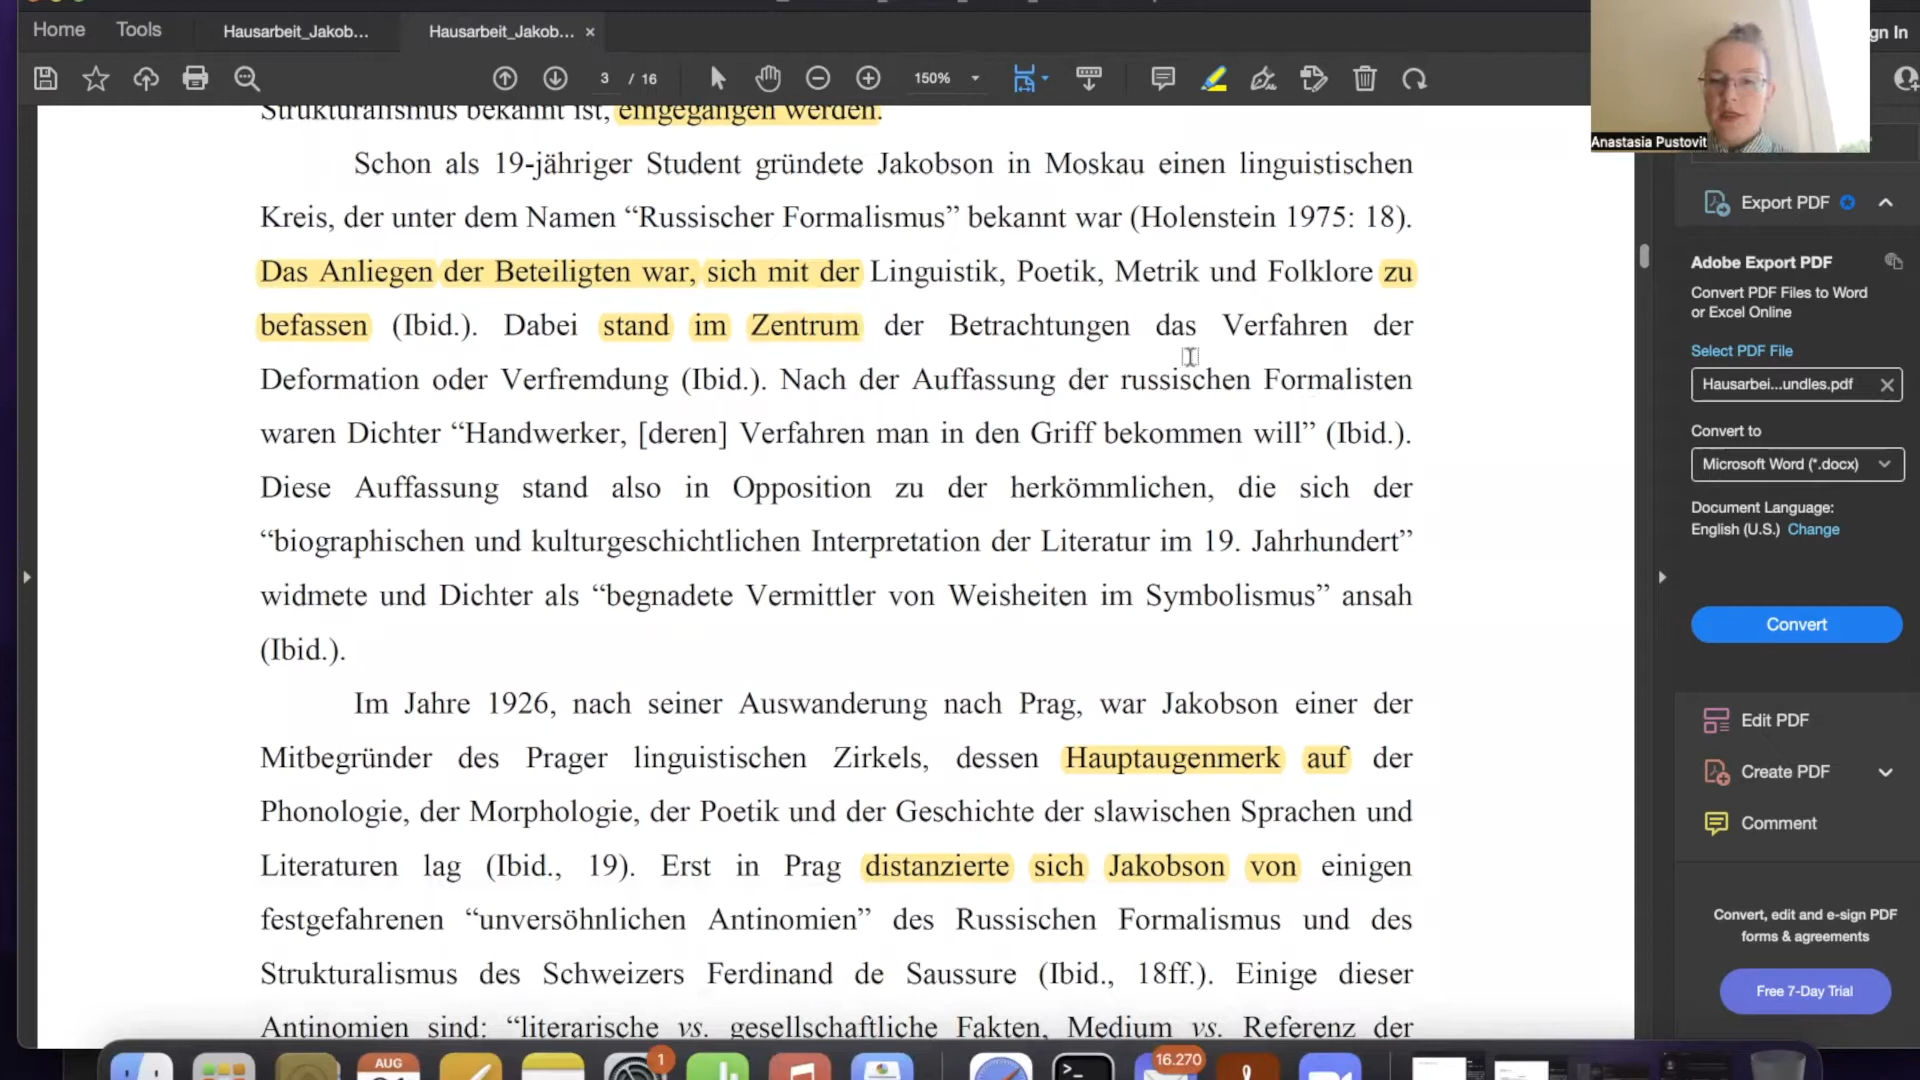 Home
Tools
Hausarbeit_Jakob...
Hausarbeit_Jakob... ×
gn In
3 / 16
150%
Anastasia Pustovit
Strukturalismus bekannt ist, eingegangen werden.
Schon als 19-jähriger Student gründete Jakobson in Moskau einen linguistischen
Kreis, der unter dem Namen “Russischer Formalismus” bekannt war (Holenstein 1975: 18).
Das Anliegen der Beteiligten war, sich mit der Linguistik, Poetik, Metrik und Folklore zu
befassen (Ibid.). Dabei stand im Zentrum der Betrachtungen das Verfahren der
Deformation oder Verfremdung (Ibid.). Nach der Auffassung der russischen Formalisten
waren Dichter “Handwerker, [deren] Verfahren man in den Griff bekommen will” (Ibid.).
Diese Auffassung stand also in Opposition zu der herkömmlichen, die sich der
“biographischen und kulturgeschichtlichen Interpretation der Literatur im 19. Jahrhundert”
widmete und Dichter als “begnadete Vermittler von Weisheiten im Symbolismus” ansah
(Ibid.).
Im Jahre 1926, nach seiner Auswanderung nach Prag, war Jakobson einer der
Mitbegründer des Prager linguistischen Zirkels, dessen Hauptaugenmerk auf der
Phonologie, der Morphologie, der Poetik und der Geschichte der slawischen Sprachen und
Literaturen lag (Ibid., 19). Erst in Prag distanzierte sich Jakobson von einigen
festgefahrenen “unversöhnlichen Antinomien” des Russischen Formalismus und des
Strukturalismus des Schweizers Ferdinand de Saussure (Ibid., 18ff.). Einige dieser
Antinomien sind: “literarische vs. gesellschaftliche Fakten, Medium vs. Referenz der
Export PDF
Adobe Export PDF
Convert PDF Files to Word
or Excel Online
Select PDF File
Hausarbei...undles.pdf
Convert to
Microsoft Word (*.docx)
Document Language:
English (U.S.) Change
Convert
Edit PDF
Create PDF
Comment
Convert, edit and e-sign PDF
forms & agreements
Free 7-Day Trial
AUG
1
16.270